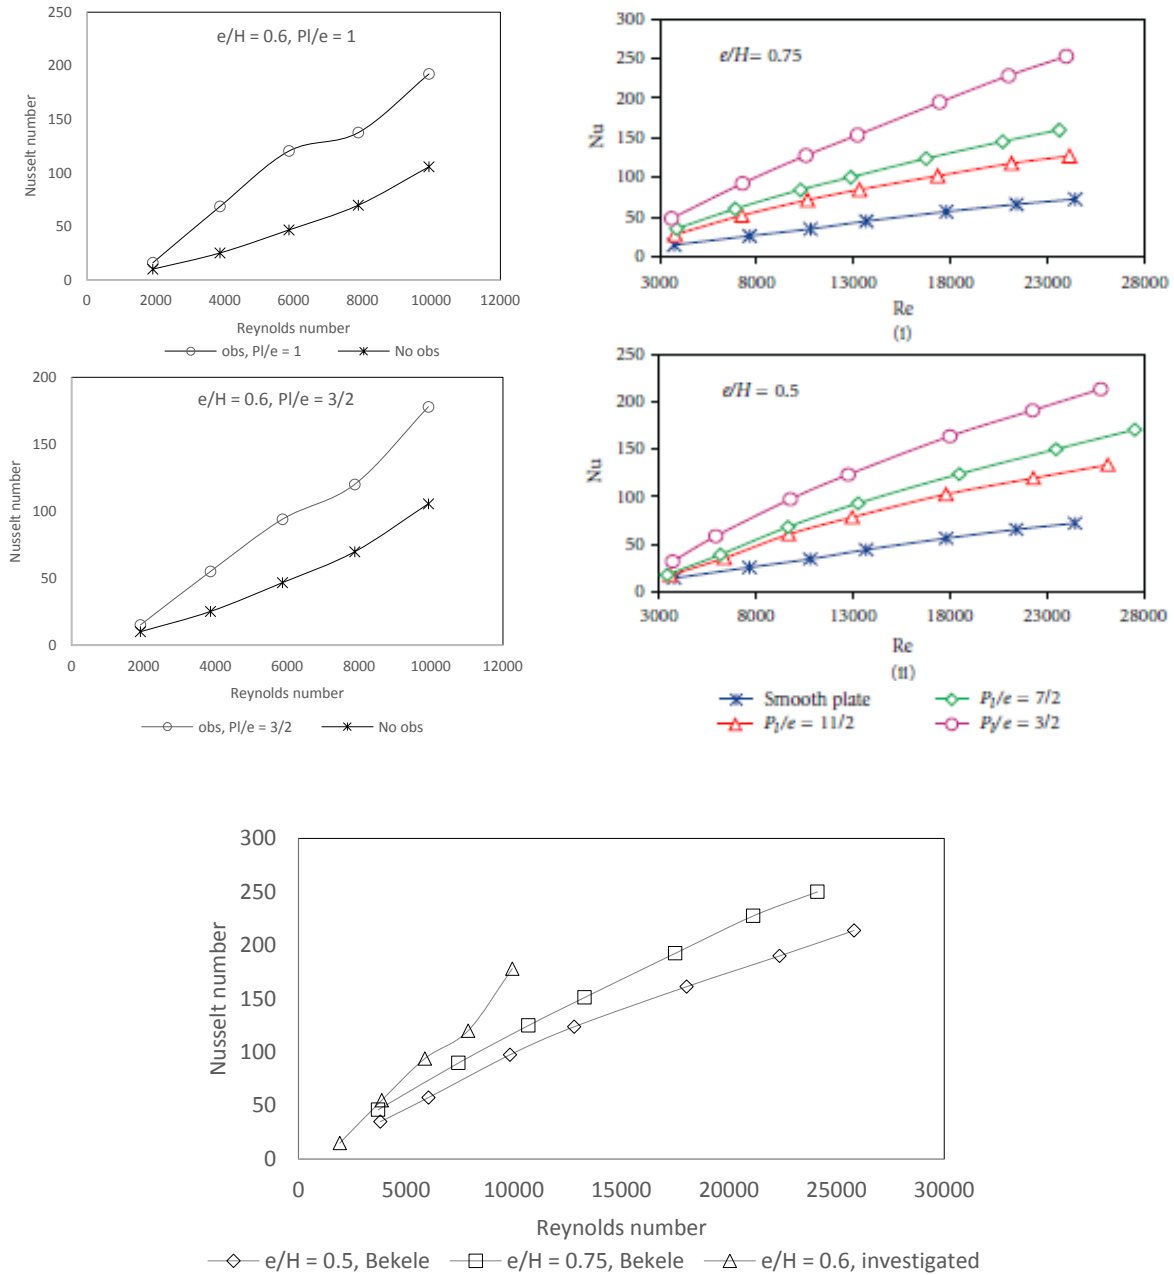 250
200
150
100
50
0
Nusselt number
e/H = 0.6, Pl/e = 1
0 2000 4000 6000 8000 10000 12000
Reynolds number
obs, Pl/e = 1 No obs
300
250
200
150
100
50
0
Nu
e/H = 0.75
3000 8000 13000 18000 23000 28000
Re
(i)
200
150
100
50
0
Nusselt number
e/H = 0.6, Pl/e = 3/2
0 2000 4000 6000 8000 10000 12000
Reynolds number
obs, Pl/e = 3/2 No obs
250
200
150
100
50
0
Nu
e/H = 0.5
3000 8000 13000 18000 23000 28000
Re
(ii)
Smooth plate Pl/e = 7/2
Pl/e = 11/2 Pl/e = 3/2
300
250
200
150
100
50
0
Nusselt number
0 5000 10000 15000 20000 25000 30000
Reynolds number
e/H = 0.5, Bekele e/H = 0.75, Bekele e/H = 0.6, investigated